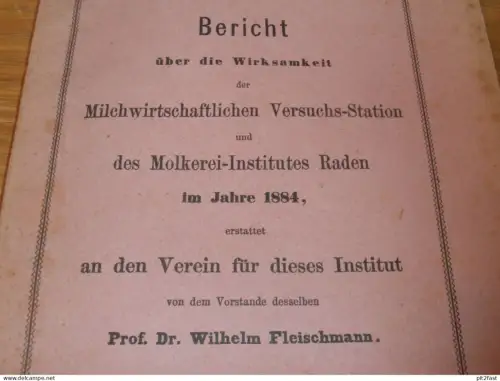 Bericht
über die Wirksamkeit
der
Milchwirtschaftlichen Versuchs-Station
und
des Molkerei-Institutes Raden
im Jahre 1884,
erstattet
an den Verein für dieses Institut
von dem Vorstande desselben
Prof. Dr. Wilhelm Fleischmann.
pit2fast